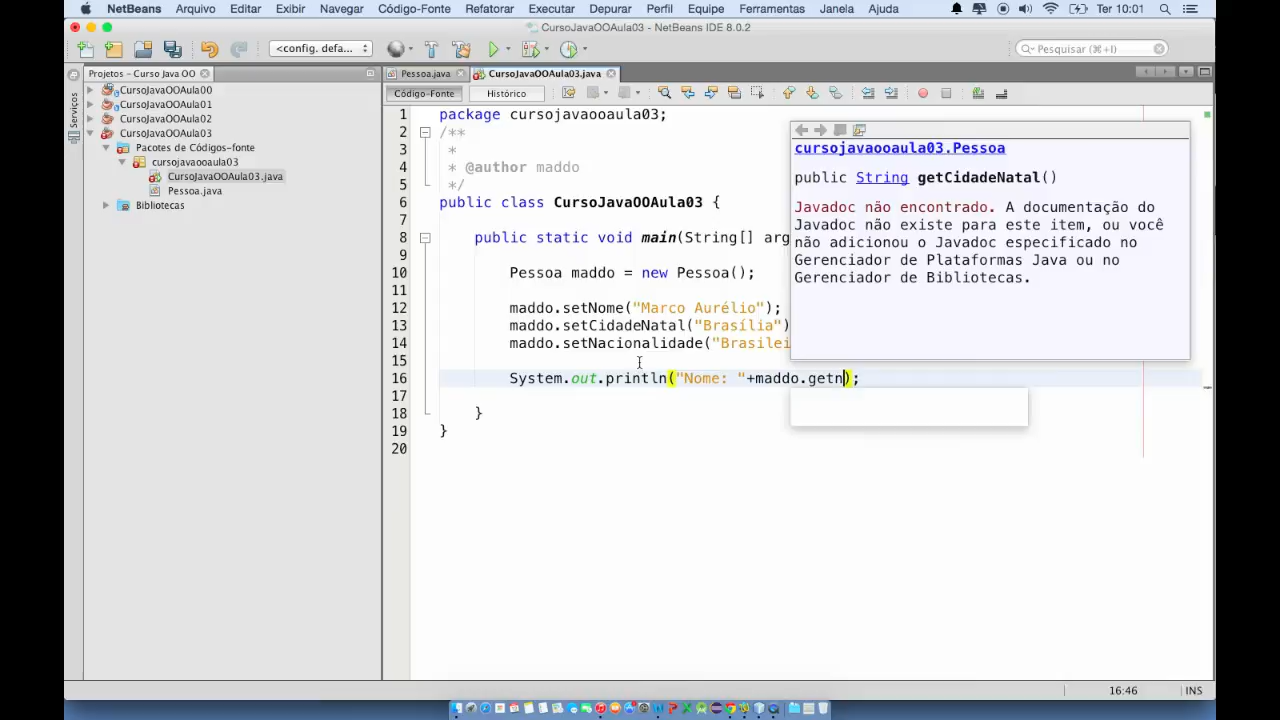 NetBeans Arquivo Editar Exibir Navegar Código-Fonte Refatorar Executar Depurar Perfil Equipe Ferramentas Janela Ajuda Ter 10:01
CursoJavaOOAula03 - NetBeans IDE 8.0.2
<config. defa... Pesquisar (⌘+I)
Projetos - Curso Java OO
Pessoa.java CursoJavaOOAula03.java
Serviços
CursoJavaOOAula00
CursoJavaOOAula01
CursoJavaOOAula02
CursoJavaOOAula03
Pacotes de Códigos-fonte
cursojavaooaula03
CursoJavaOOAula03.java
Pessoa.java
Bibliotecas
Código-Fonte Histórico
1 package cursojavaooaula03;
2 /**
3 *
4 * @author maddo
5 */
6 public class CursoJavaOOAula03 {
7
8 public static void main(String[] arg
9
10 Pessoa maddo = new Pessoa();
11
12 maddo.setNome("Marco Aurélio");
13 maddo.setCidadeNatal("Brasília")
14 maddo.setNacionalidade("Brasilei
15
16 System.out.println("Nome: "+maddo.getn);
17
18 }
19 }
20
cursojavaooaula03.Pessoa
public String getCidadeNatal()
Javadoc não encontrado. A documentação do
Javadoc não existe para este item, ou você
não adicionou o Javadoc especificado no
Gerenciador de Plataformas Java ou no
Gerenciador de Bibliotecas.
16:46 INS